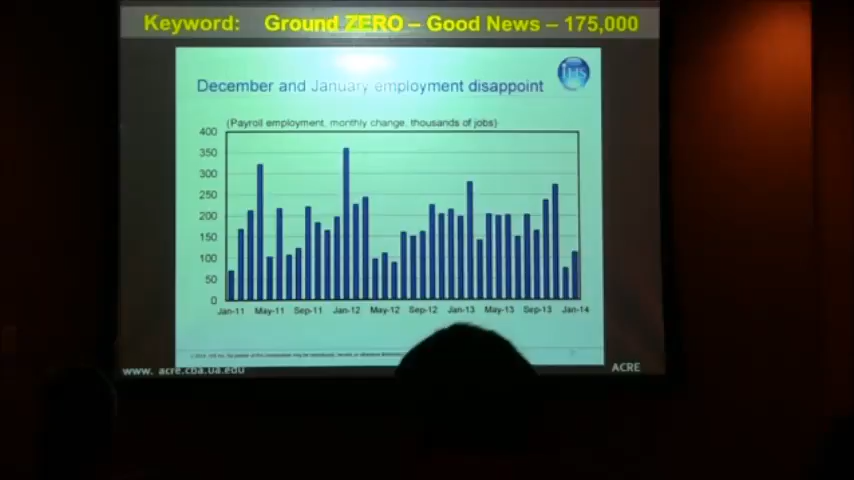 Keyword: Ground ZERO – Good News – 175,000
IHS
December and January employment disappoint
(Payroll employment, monthly change, thousands of jobs)
400
350
300
250
200
150
100
50
0
Jan-11 May-11 Sep-11 Jan-12 May-12 Sep-12 Jan-13 May-13 Sep-13 Jan-14
www. acre.cba.ua.edu
ACRE